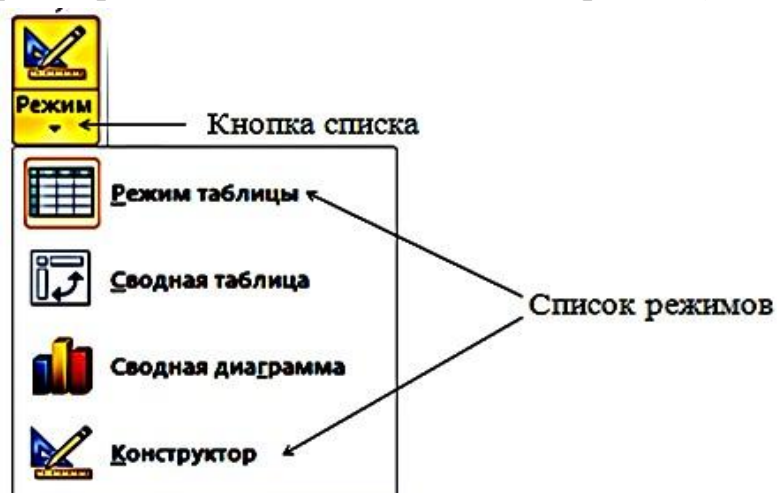 Режим
Кнопка списка
Режим таблицы
Сводная таблица
Список режимов
Сводная диаграмма
Конструктор